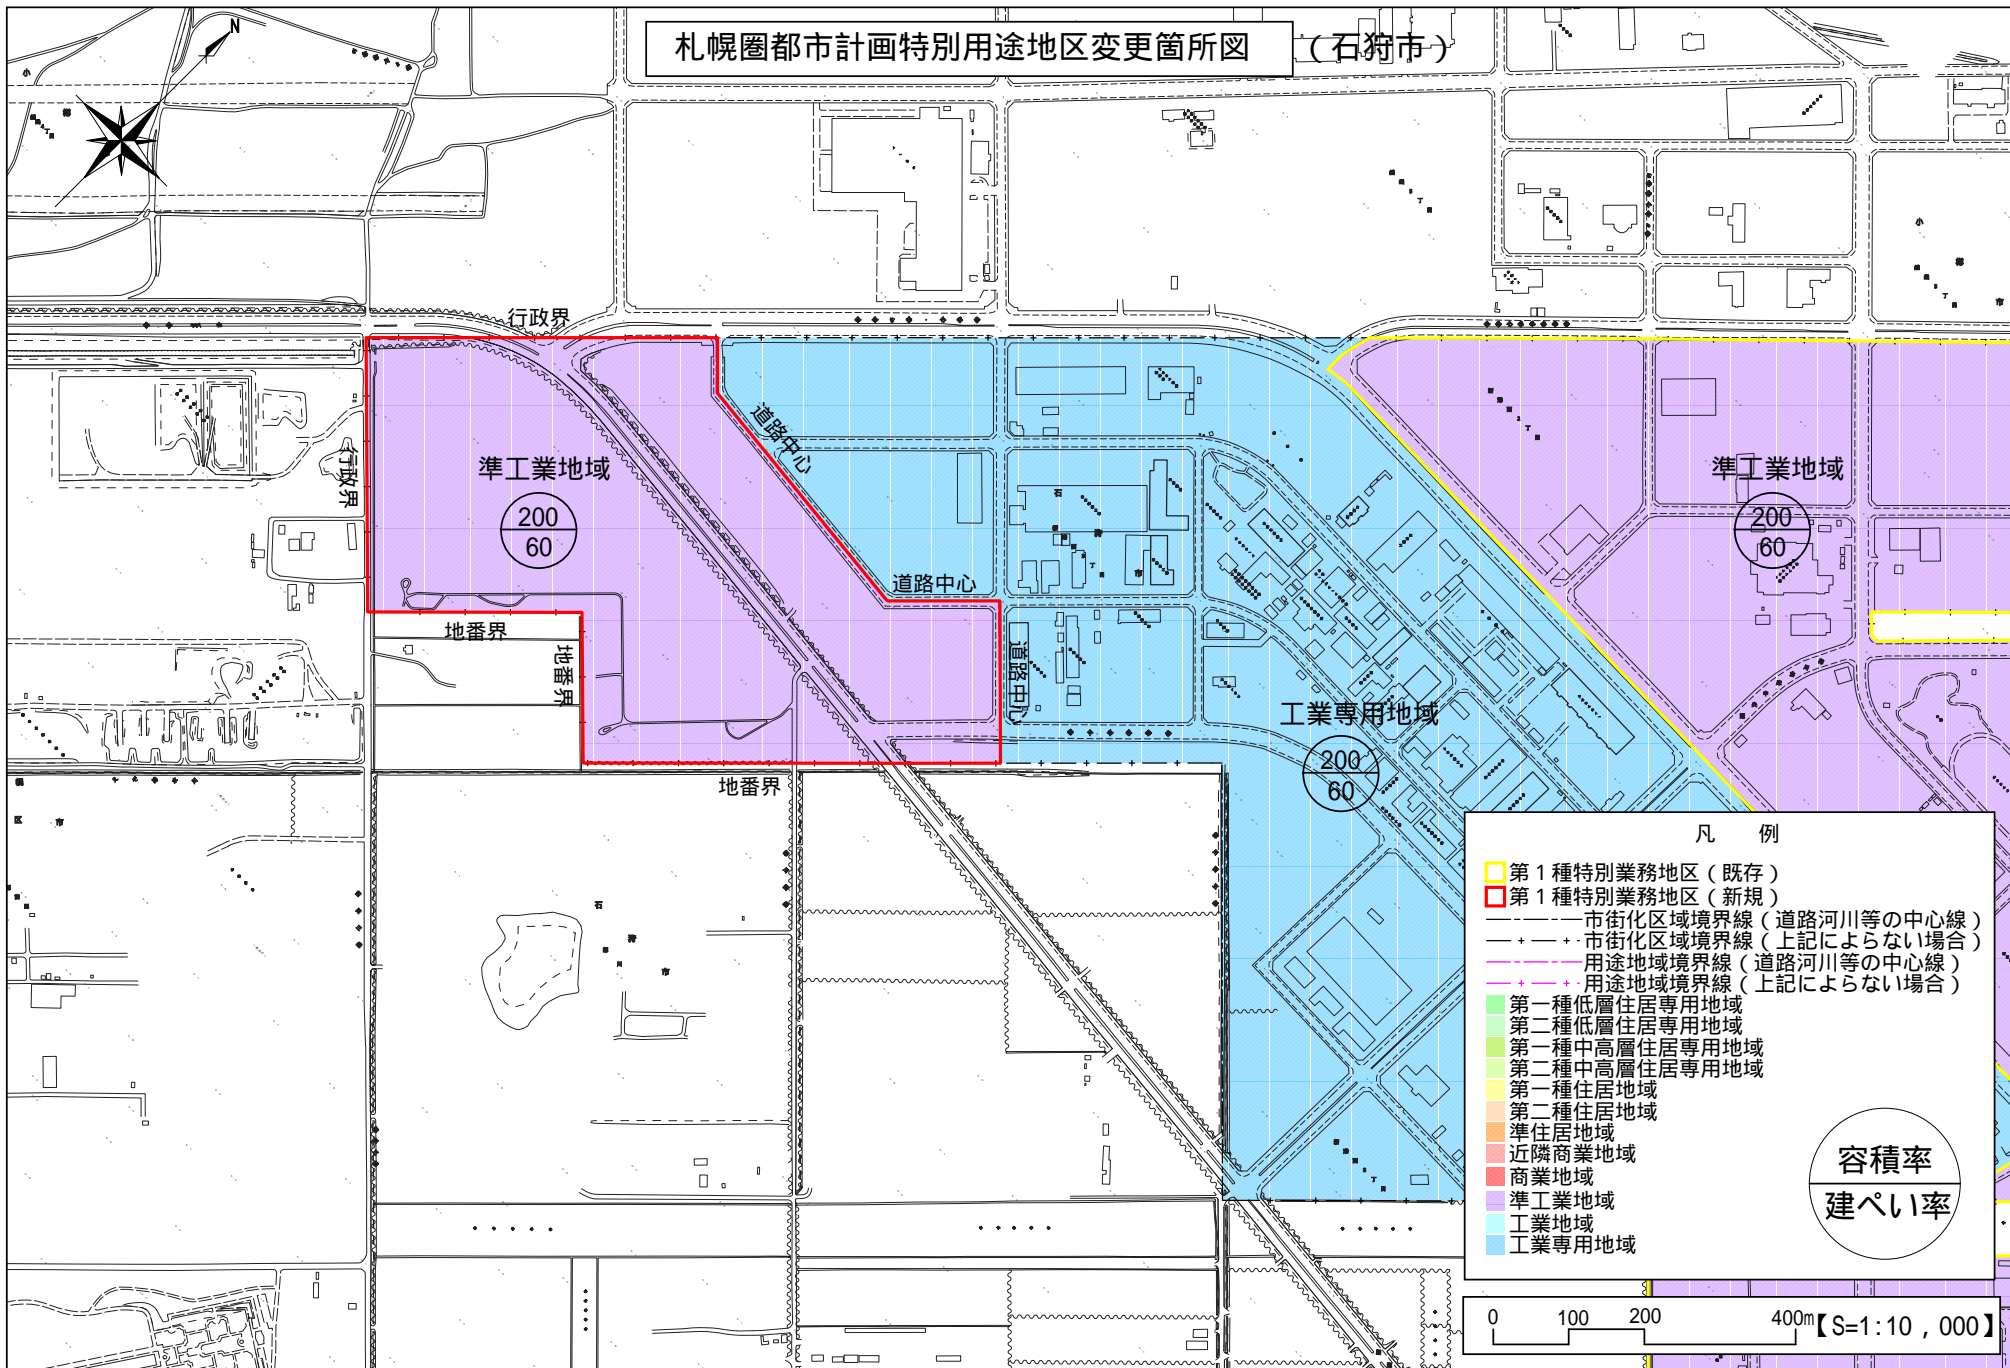 札幌圏都市計画特別用途地区変更箇所図 （石狩市）
N
行政界
道路中心
行政界
準工業地域
200
60
準工業地域
200
60
道路中心
地番界
地番界
道路中心
工業専用地域
200
60
地番界
凡　例
第１種特別業務地区（既存）
第１種特別業務地区（新規）
市街化区域境界線（道路河川等の中心線）
市街化区域境界線（上記によらない場合）
用途地域境界線（道路河川等の中心線）
用途地域境界線（上記によらない場合）
第一種低層住居専用地域
第二種低層住居専用地域
第一種中高層住居専用地域
第二種中高層住居専用地域
第一種住居地域
第二種住居地域
準住居地域
近隣商業地域
商業地域
準工業地域
工業地域
工業専用地域
容積率
建ぺい率
0 100 200 400m【S=1:10，000】